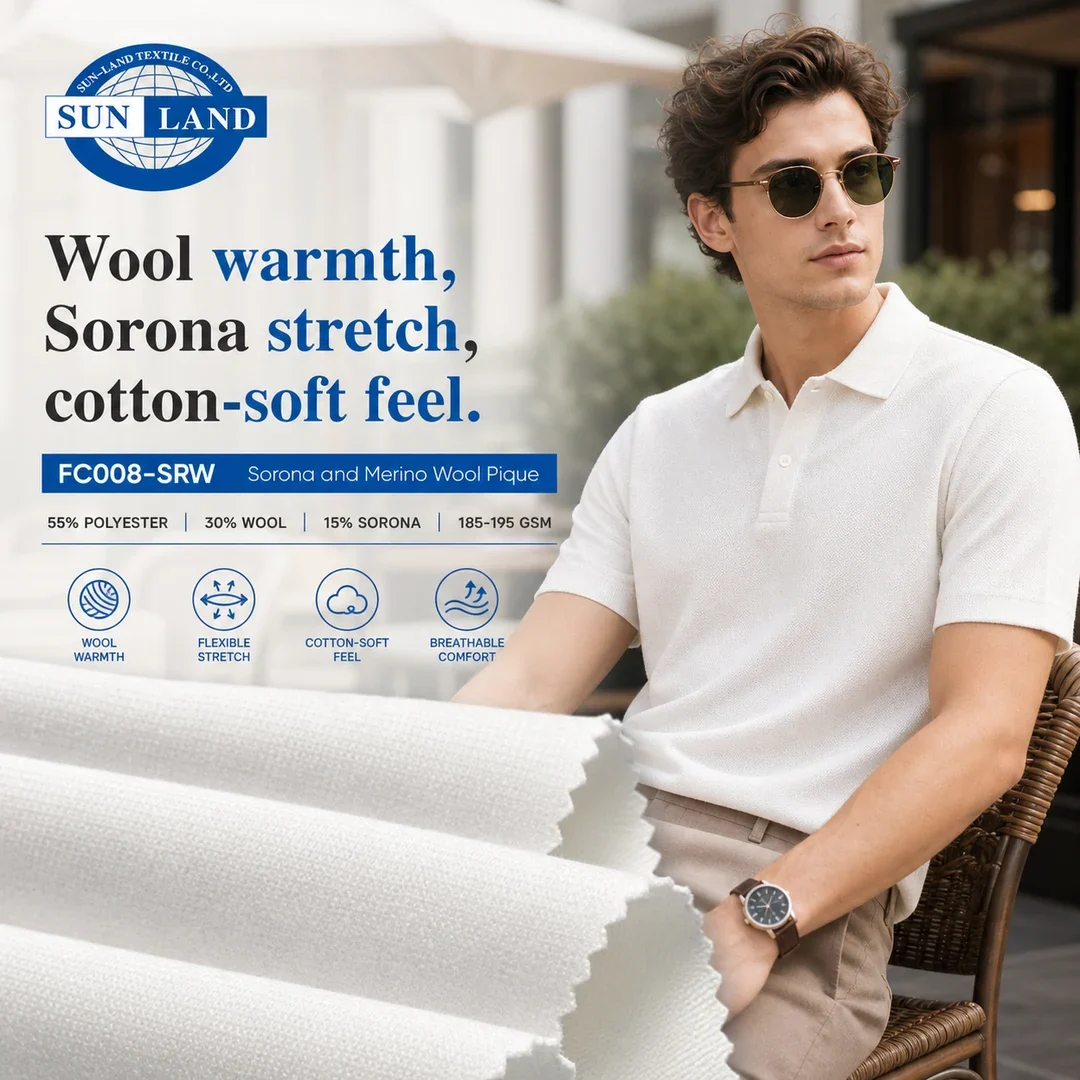 SUN-LAND TEXTILE CO.,LTD
SUN LAND
Wool warmth,
Sorona stretch,
cotton-soft feel.
FC008-SRW Sorona and Merino Wool Pique
55% POLYESTER | 30% WOOL | 15% SORONA | 185-195 GSM
WOOL WARMTH
FLEXIBLE STRETCH
COTTON-SOFT FEEL
BREATHABLE COMFORT